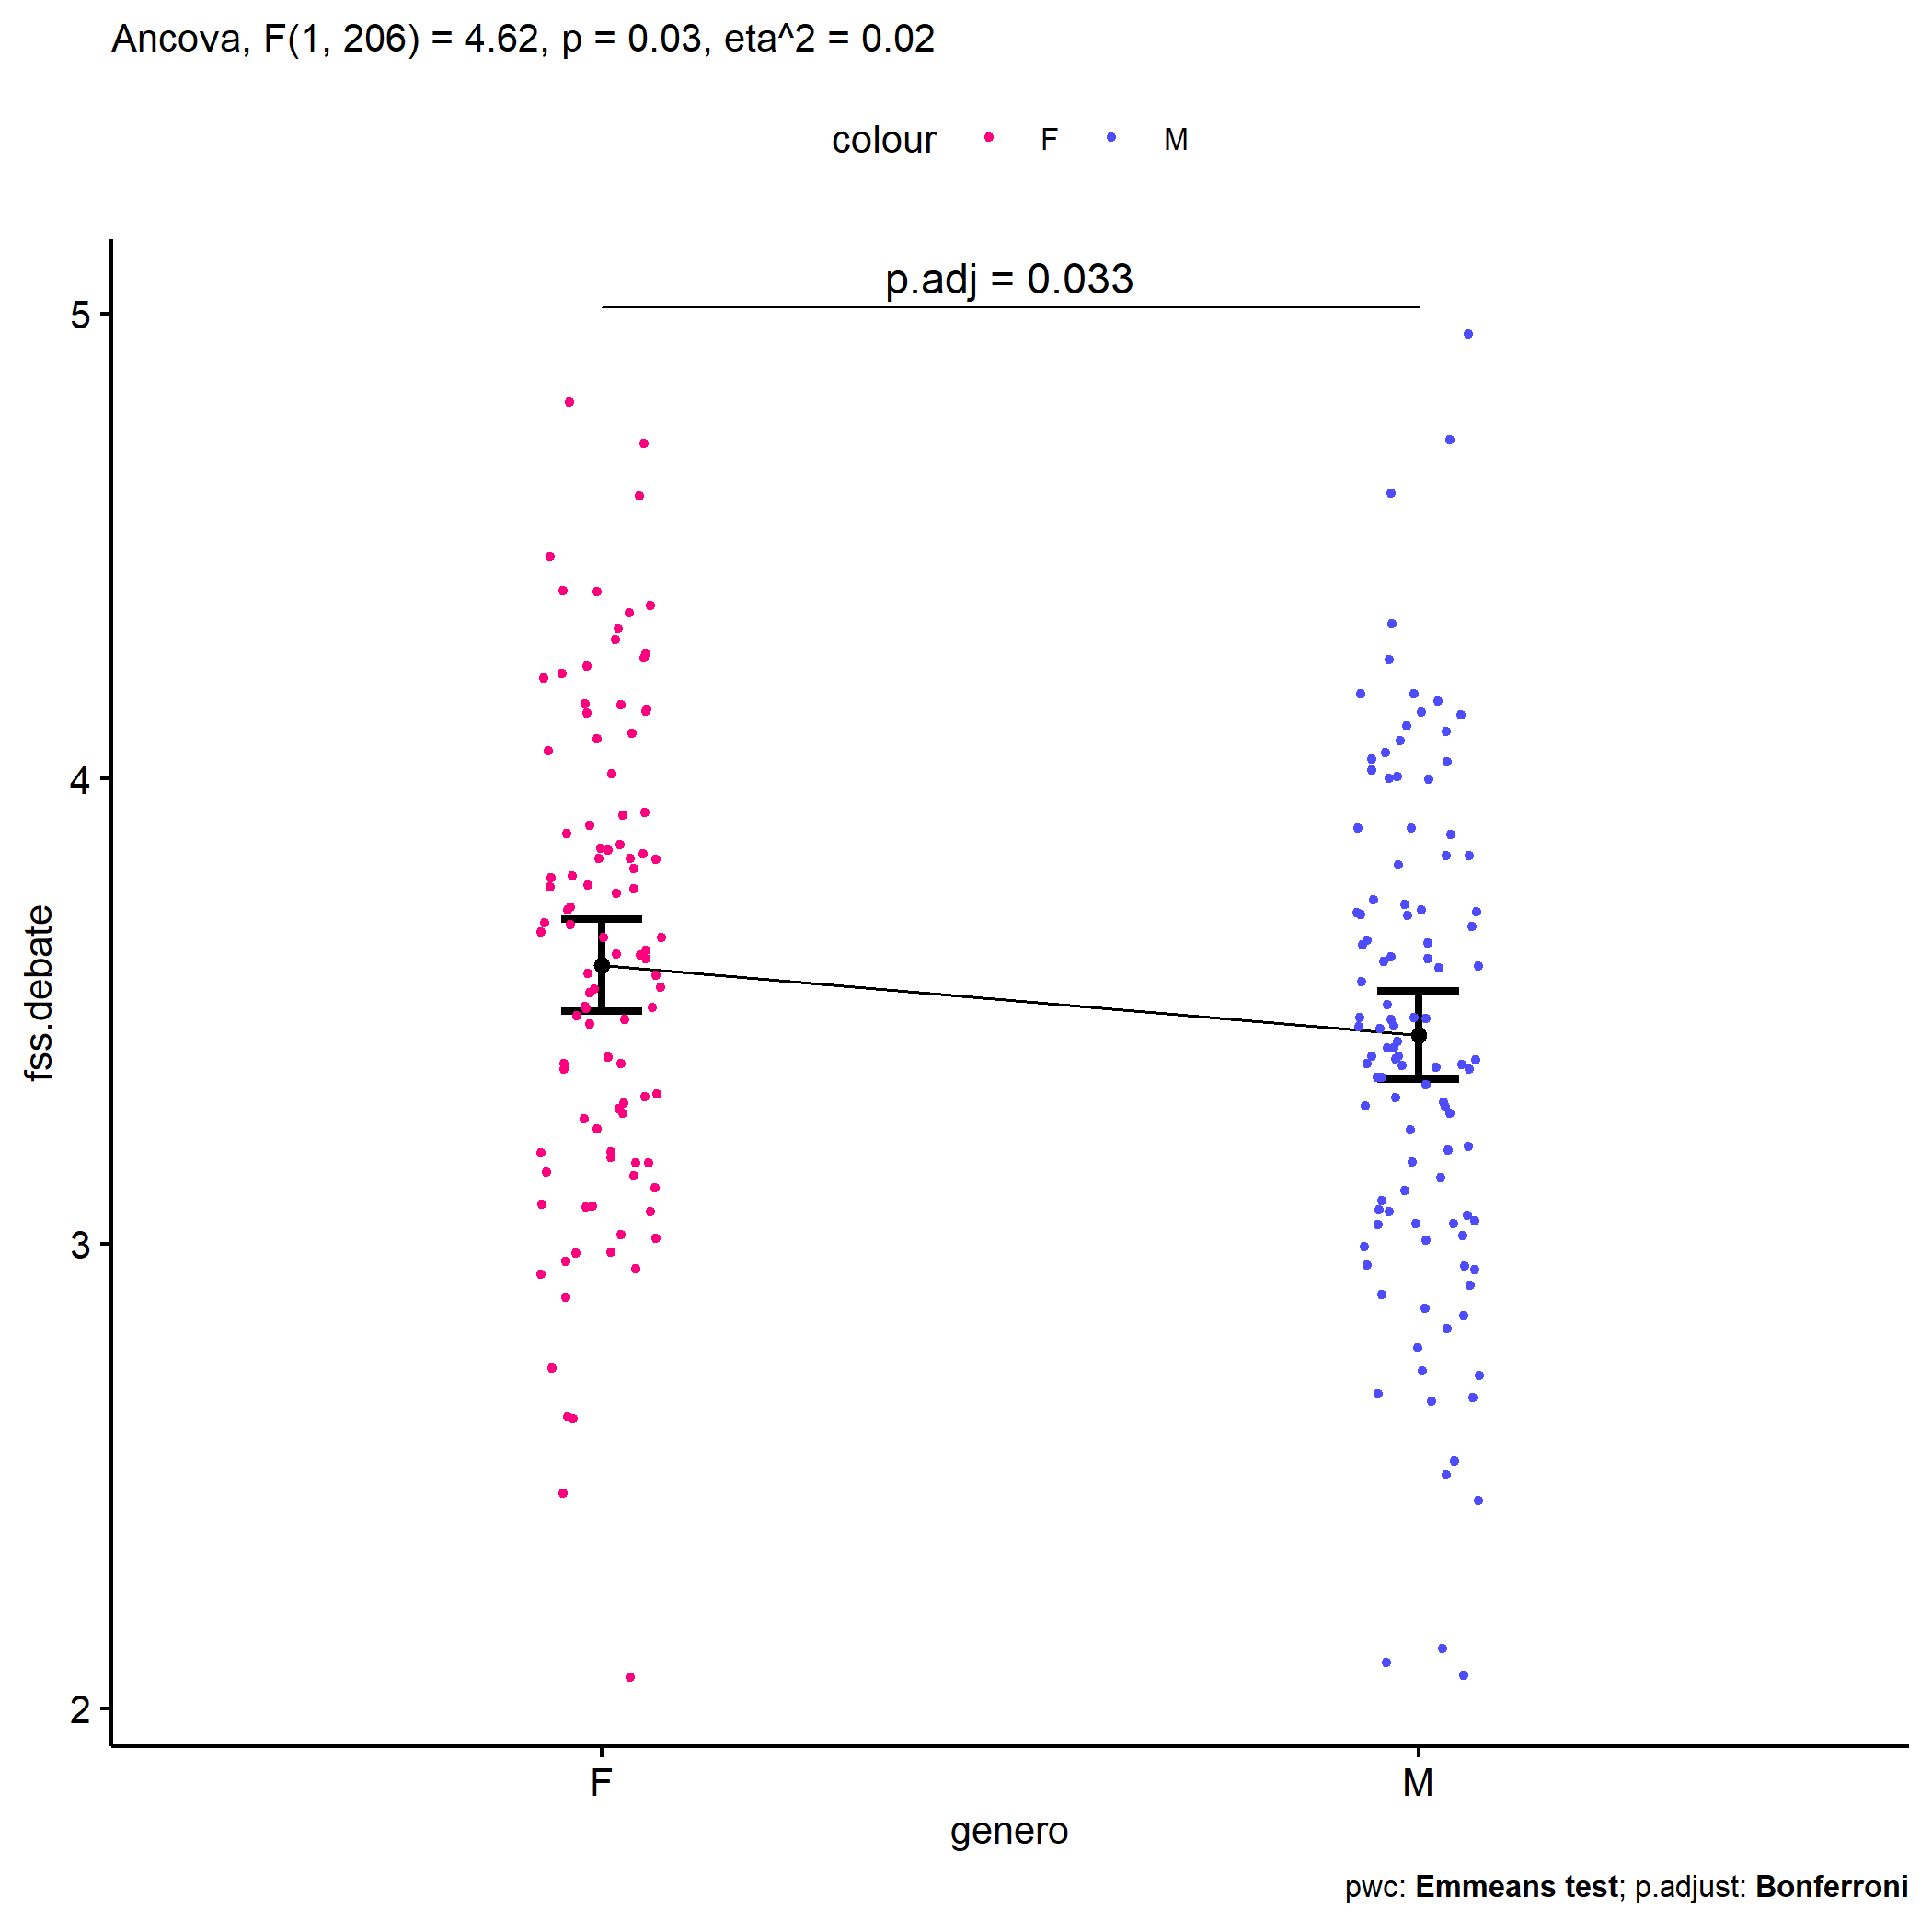 Ancova, F(1, 206) = 4.62, p = 0.03, eta^2 = 0.02
colour F M
p.adj = 0.033
5
4
3
2
fss.debate
F M
genero
pwc: Emmeans test; p.adjust: Bonferroni